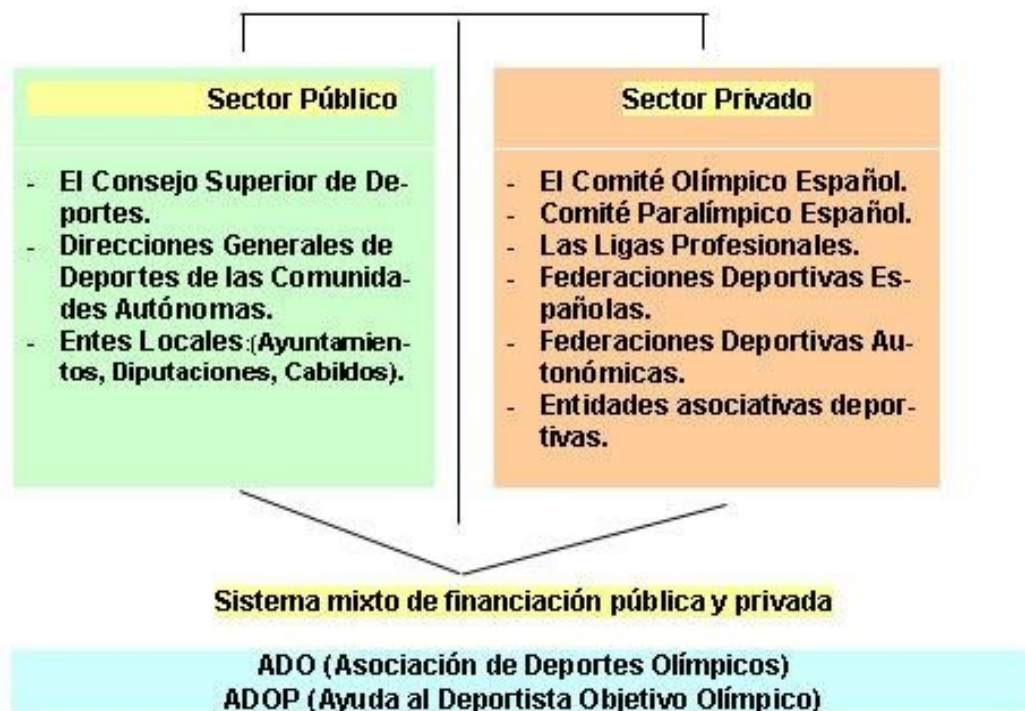 Sector Público
- El Consejo Superior de De-
portes.
- Direcciones Generales de
Deportes de las Comunida-
des Autónomas.
- Entes Locales:(Ayuntamien-
tos, Diputaciones, Cabildos).
Sector Privado
- El Comité Olímpico Español.
- Comité Paralímpico Español.
- Las Ligas Profesionales.
- Federaciones Deportivas Es-
pañolas.
- Federaciones Deportivas Au-
tonómicas.
- Entidades asociativas depor-
tivas.
Sistema mixto de financiación pública y privada
ADO (Asociación de Deportes Olímpicos)
ADOP (Ayuda al Deportista Objetivo Olímpico)